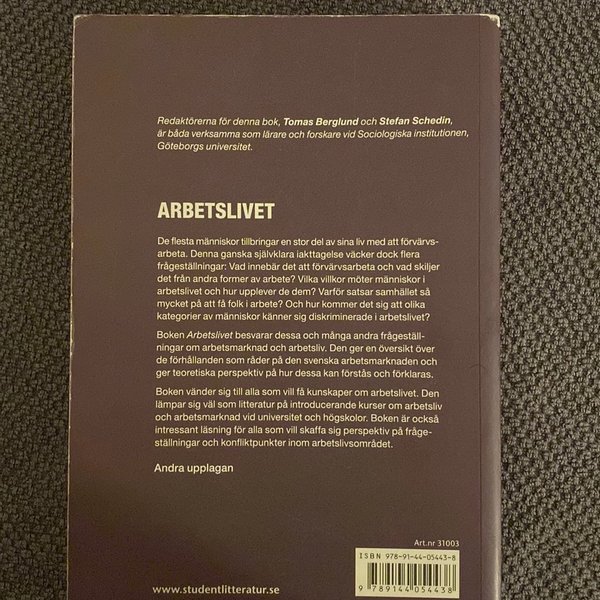 Redaktörerna för denna bok, Tomas Berglund och Stefan Schedin,
är båda verksamma som lärare och forskare vid Sociologiska institutionen,
Göteborgs universitet.
ARBETSLIVET
De flesta människor tillbringar en stor del av sina liv med att förvärvs-
arbeta. Denna ganska självklara iakttagelse väcker dock flera
frågeställningar: Vad innebär det att förvärvsarbeta och vad skiljer
det från andra former av arbete? Vilka villkor möter människor i
arbetslivet och hur upplever de dem? Varför satsar samhället så
mycket på att få folk i arbete? Och hur kommer det sig att olika
kategorier av människor känner sig diskriminerade i arbetslivet?
Boken Arbetslivet besvarar dessa och många andra frågeställ-
ningar om arbetsmarknad och arbetsliv. Den ger en översikt över
de förhållanden som råder på den svenska arbetsmarknaden och
ger teoretiska perspektiv på hur dessa kan förstås och förklaras.
Boken vänder sig till alla som vill få kunskaper om arbetslivet. Den
lämpar sig väl som litteratur på introducerande kurser om arbetsliv
och arbetsmarknad vid universitet och högskolor. Boken är också
intressant läsning för alla som vill skaffa sig perspektiv på fråge-
ställningar och konfliktpunkter inom arbetslivsområdet.
Andra upplagan
Art.nr 31003
ISBN 978-91-44-05443-8
9 789144 054438
www.studentlitteratur.se